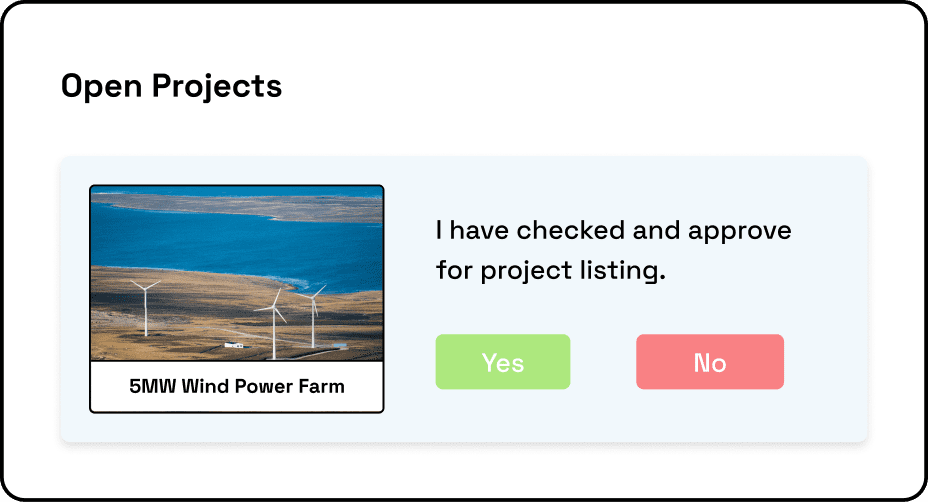 Open Projects
I have checked and approve
for project listing.
Yes
No
5MW Wind Power Farm